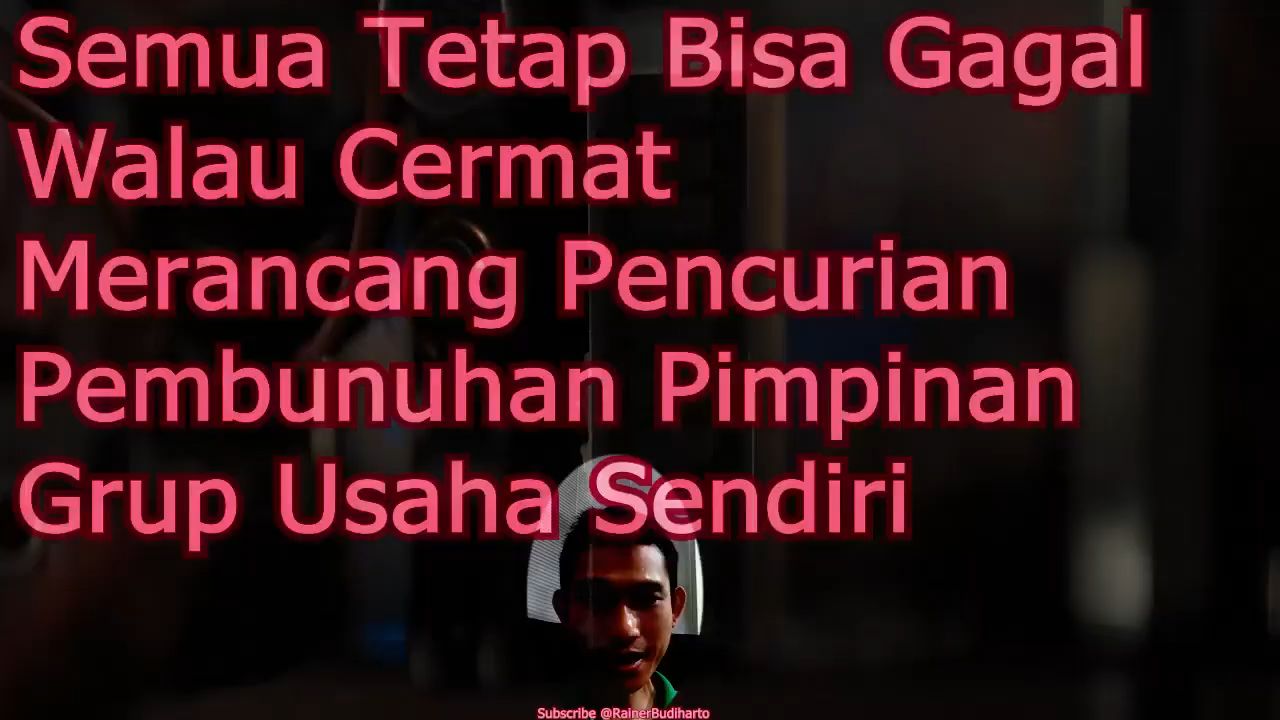 Semua Tetap Bisa Gagal
Walau Cermat
Merancang Pencurian
Pembunuhan Pimpinan
Grup Usaha Sendiri
Subscribe @RainerBudiharto